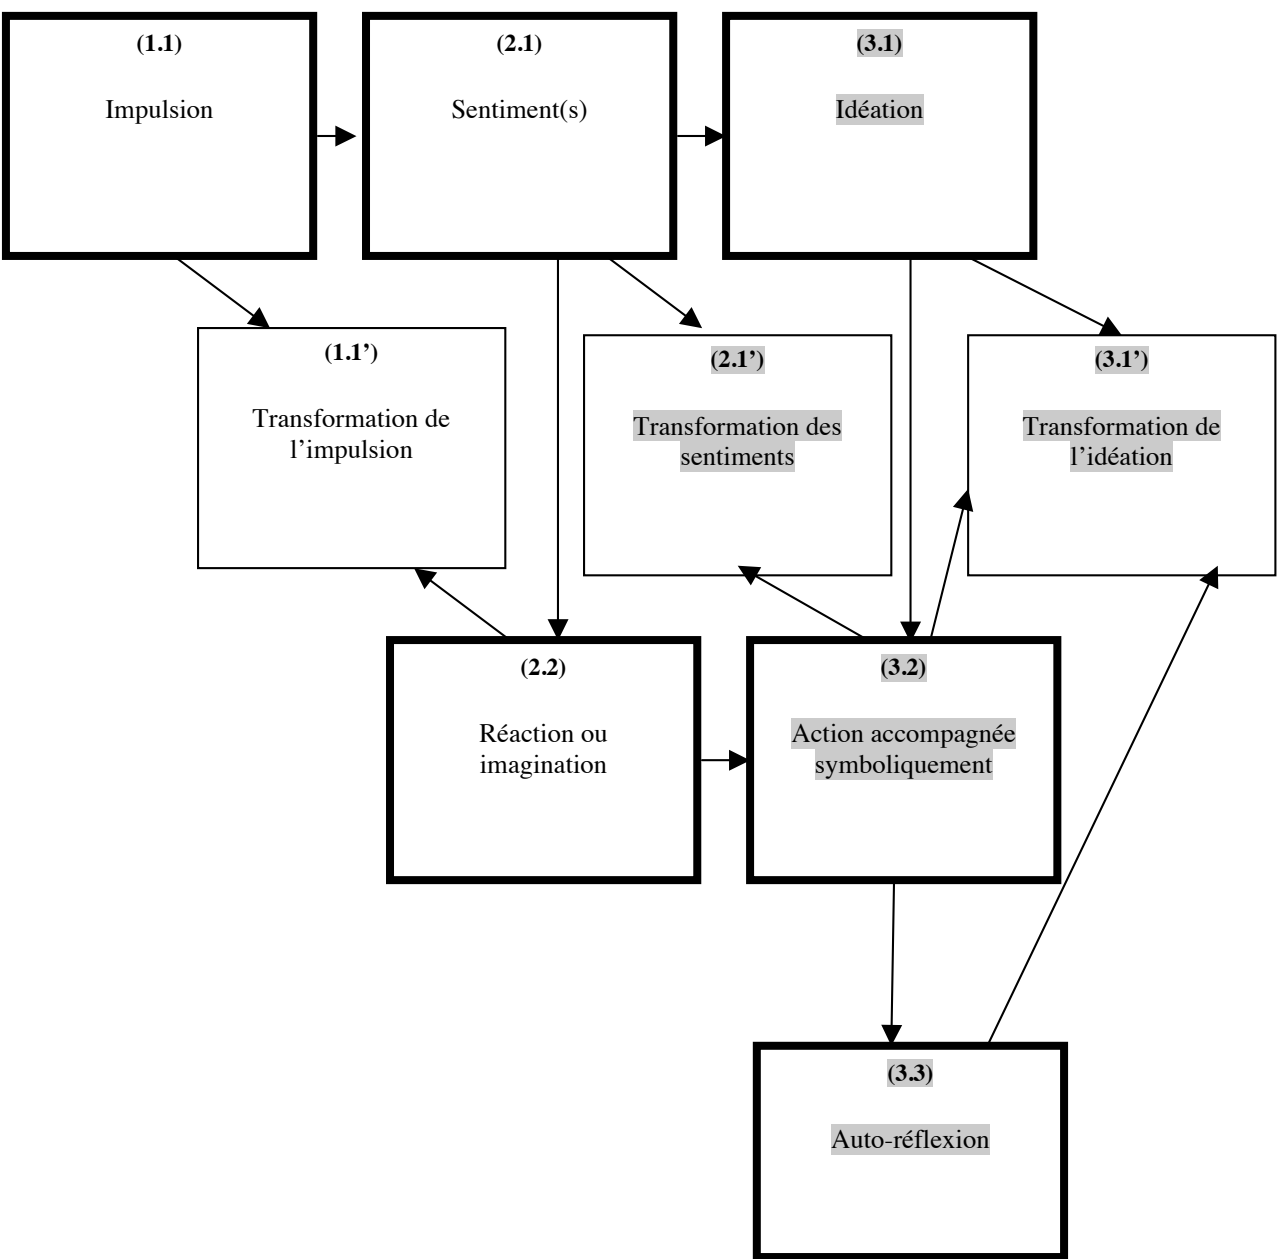 (1.1)
Impulsion
(2.1)
Sentiment(s)
(3.1)
Idéation
(1.1’)
Transformation de
l’impulsion
(2.1’)
Transformation des
sentiments
(3.1’)
Transformation de
l’idéation
(2.2)
Réaction ou
imagination
(3.2)
Action accompagnée
symboliquement
(3.3)
Auto-réflexion